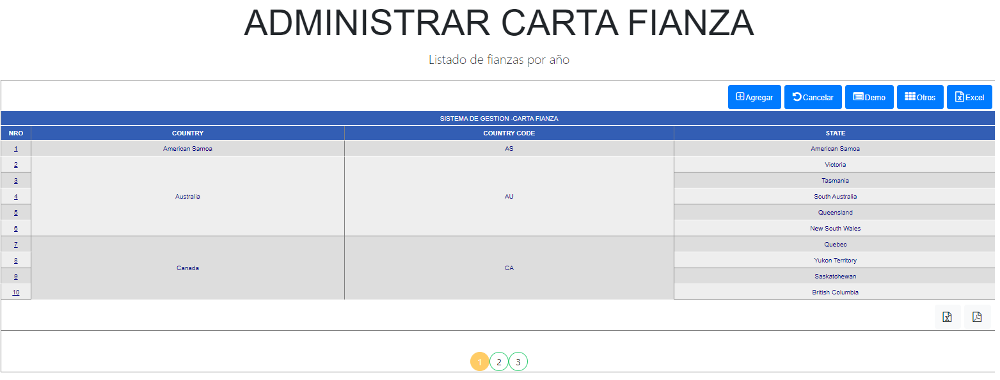 ADMINISTRAR CARTA FIANZA
Listado de fianzas por año
Agregar Cancelar Demo Otros Excel
SISTEMA DE GESTION -CARTA FIANZA
NRO COUNTRY COUNTRY CODE STATE
1 American Samoa AS American Samoa
2 Victoria
3 Tasmania
4 Australia AU South Australia
5 Queensland
6 New South Wales
7 Quebec
8 Yukon Territory
Canada CA
9 Saskatchewan
10 British Columbia
1 2 3